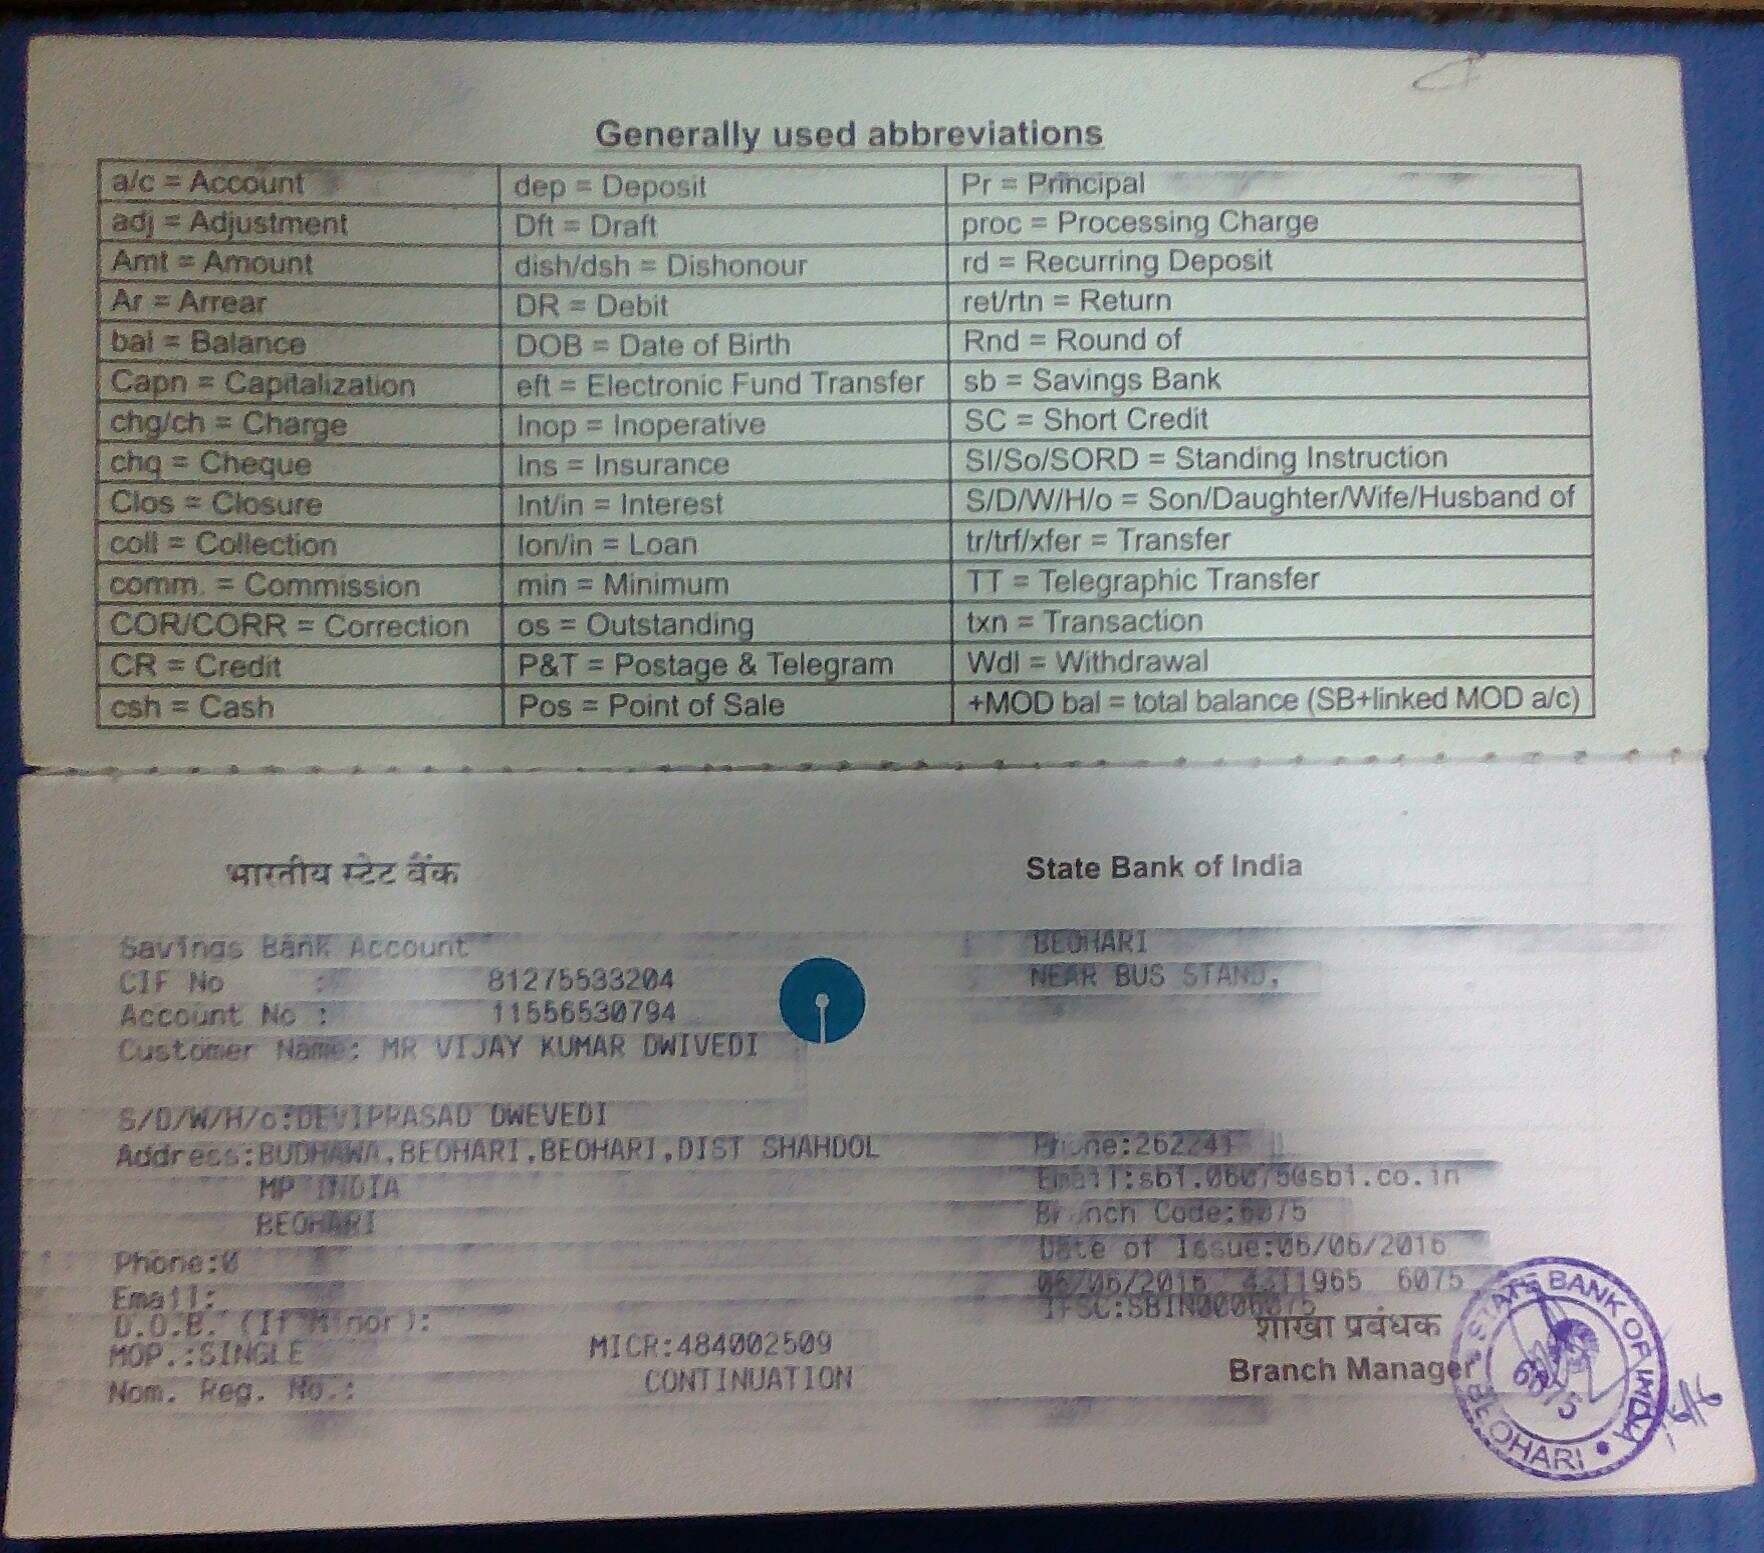 Generally used abbreviations
a/c = Account dep = Deposit Pr = Principal
adj = Adjustment Dft = Draft proc = Processing Charge
Amt = Amount dish/dsh = Dishonour rd = Recurring Deposit
Ar = Arrear DR = Debit ret/rtn = Return
bal = Balance DOB = Date of Birth Rnd = Round of
Capn = Capitalization eft = Electronic Fund Transfer sb = Savings Bank
chg/ch = Charge Inop = Inoperative SC = Short Credit
chq = Cheque Ins = Insurance SI/So/SORD = Standing Instruction
Clos = Closure Int/in = Interest S/D/W/H/o = Son/Daughter/Wife/Husband of
coll = Collection lon/in = Loan tr/trf/xfer = Transfer
comm. = Commission min = Minimum TT = Telegraphic Transfer
COR/CORR = Correction os = Outstanding txn = Transaction
CR = Credit P&T = Postage & Telegram Wdl = Withdrawal
csh = Cash Pos = Point of Sale +MOD bal = total balance (SB+linked MOD a/c)
भारतीय स्टेट बैंक State Bank of India
Savings Bank Account BEOHARI
CIF No : 81275533204 NEAR BUS STAND,
Account No : 11556530794
Customer Name: MR VIJAY KUMAR DWIVEDI
S/D/W/H/o:DEVIPRASAD DWEVEDI
Address:BUDHAWA,BEOHARI,BEOHARI,DIST SHAHDOL Phone:262241
MP INDIA Email:sbi.06075@sbi.co.in
BEOHARI Branch Code:6075
Phone:0 Date of Issue:06/06/2016
Email: 06/06/2016 4311965 6075
D.O.B. (If Minor): IFSC:SBIN0006075
शाखा प्रबंधक
MOP.:SINGLE MICR:484002509 Branch Manager
Nom. Reg. No.: CONTINUATION
STATE BANK OF INDIA
6075
BEOHARI